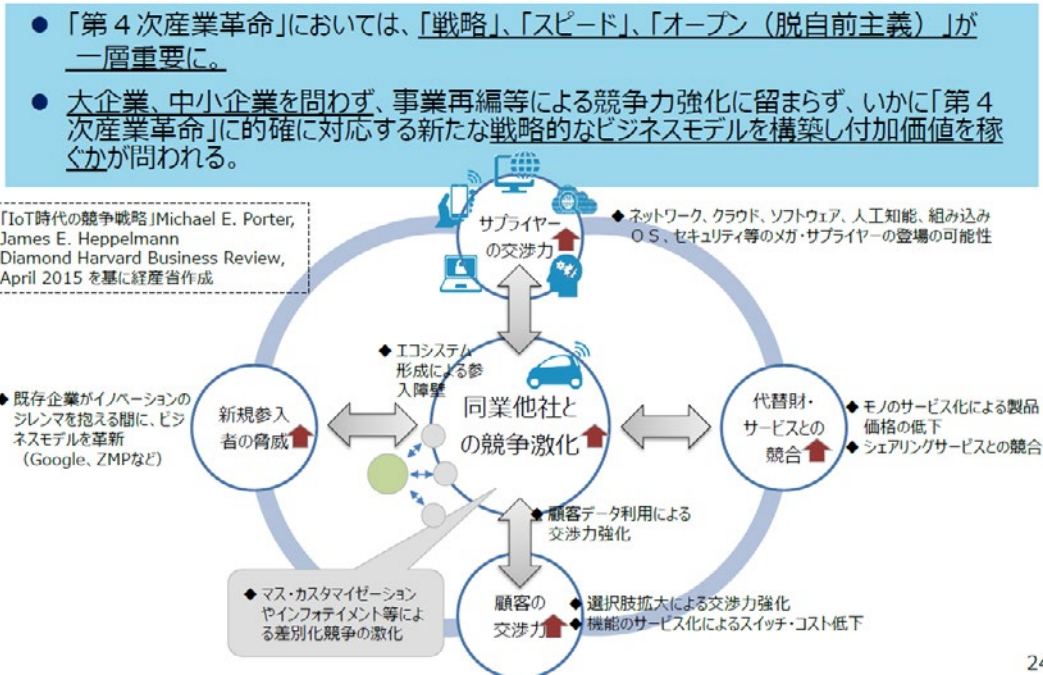 ● 「第４次産業革命」においては、「戦略」、「スピード」、「オープン（脱自前主義）」が
一層重要に。
● 大企業、中小企業を問わず、事業再編等による競争力強化に留まらず、いかに「第４
次産業革命」に的確に対応する新たな戦略的なビジネスモデルを構築し付加価値を稼
ぐかが問われる。
「IoT時代の競争戦略」Michael E. Porter,
James E. Heppelmann
Diamond Harvard Business Review,
April 2015 を基に経産省作成
サプライヤー
の交渉力
◆ ネットワーク、クラウド、ソフトウェア、人工知能、組み込み
ＯＳ、セキュリティ等のメガ・サプライヤーの登場の可能性
◆ エコシステム
形成による参
入障壁
◆ 既存企業がイノベーションの
ジレンマを抱える間に、ビジ
ネスモデルを革新
（Google、ZMPなど）
新規参入
者の脅威
同業他社と
の競争激化
代替財・
サービスとの
競合
◆ モノのサービス化による製品
価格の低下
◆ シェアリングサービスとの競合
◆ 顧客データ利用による
交渉力強化
◆ マス・カスタマイゼーション
やインフォテイメント等によ
る差別化競争の激化
顧客の
交渉力
◆ 選択肢拡大による交渉力強化
◆ 機能のサービス化によるスイッチ・コスト低下
24